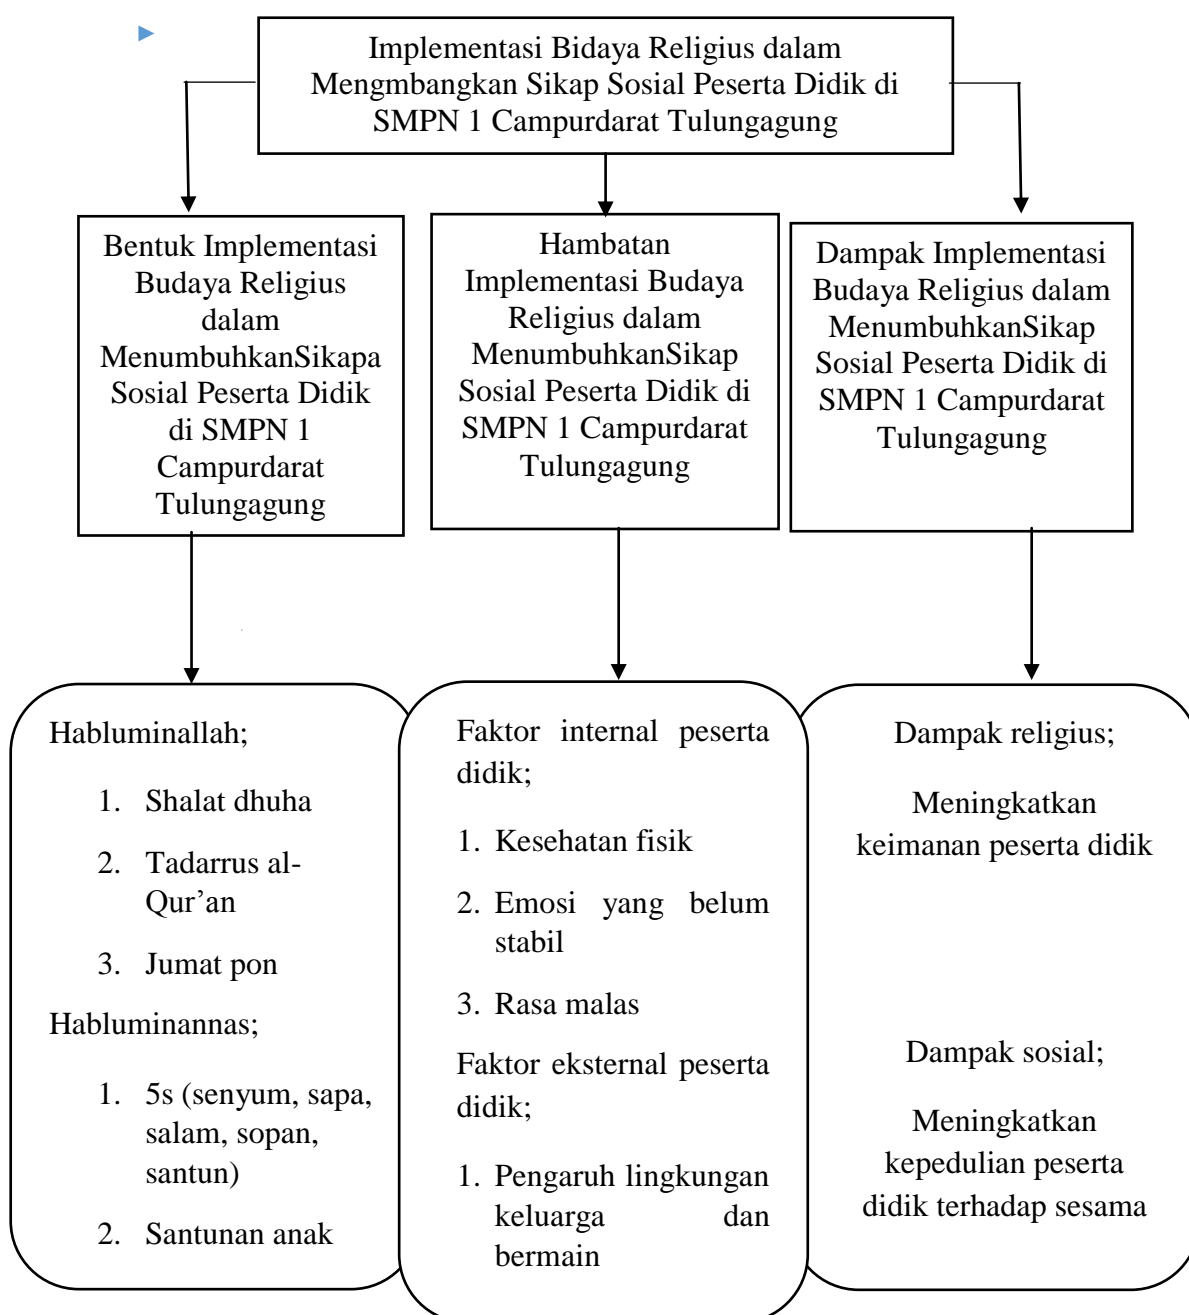 Implementasi Bidaya Religius dalam
Mengmbangkan Sikap Sosial Peserta Didik di
SMPN 1 Campurdarat Tulungagung
Bentuk Implementasi
Budaya Religius
dalam
MenumbuhkanSikapa
Sosial Peserta Didik
di SMPN 1
Campurdarat
Tulungagung
Hambatan
Implementasi Budaya
Religius dalam
MenumbuhkanSikap
Sosial Peserta Didik di
SMPN 1 Campurdarat
Tulungagung
Dampak Implementasi
Budaya Religius dalam
MenumbuhkanSikap
Sosial Peserta Didik di
SMPN 1 Campurdarat
Tulungagung
Habluminallah;
1. Shalat dhuha
2. Tadarrus al-
Qur’an
3. Jumat pon
Habluminannas;
1. 5s (senyum, sapa,
salam, sopan,
santun)
2. Santunan anak
Faktor internal peserta
didik;
1. Kesehatan fisik
2. Emosi yang belum
stabil
3. Rasa malas
Faktor eksternal peserta
didik;
1. Pengaruh lingkungan
keluarga dan
bermain
Dampak religius;
Meningkatkan
keimanan peserta didik
Dampak sosial;
Meningkatkan
kepedulian peserta
didik terhadap sesama